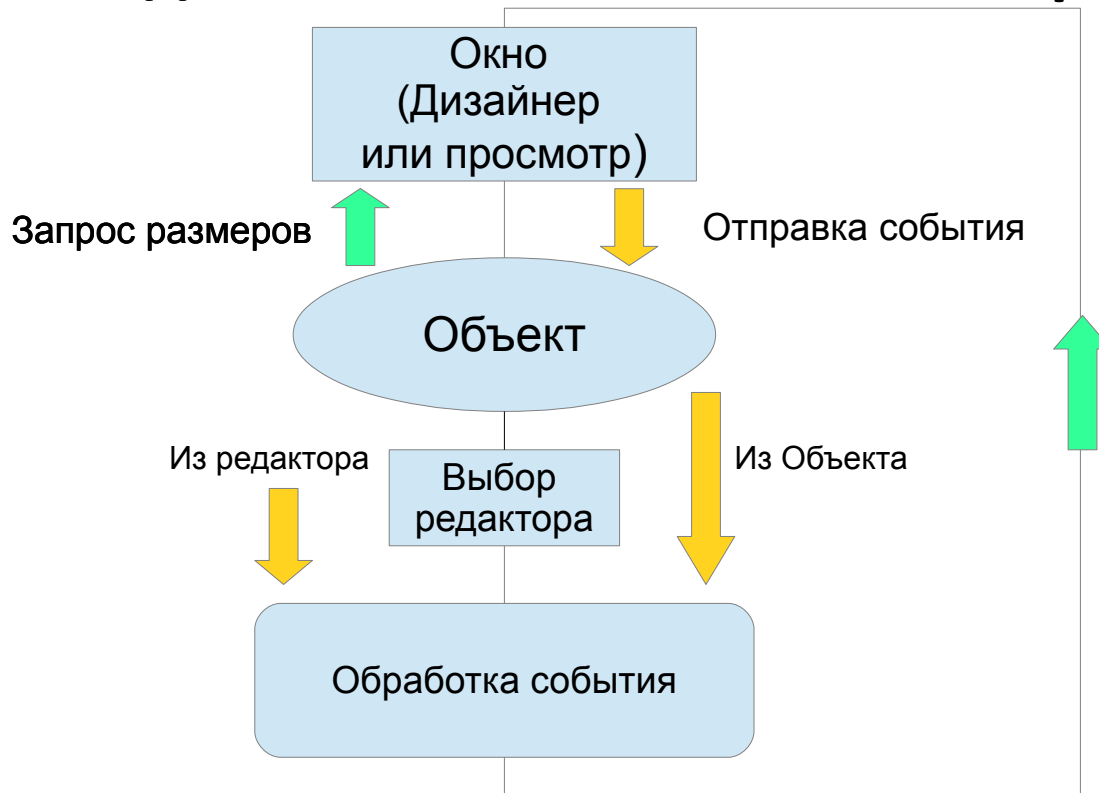 Окно
(Дизайнер
или просмотр)
Запрос размеров
Отправка события
Объект
Из редактора
Из Объекта
Выбор
редактора
Обработка события